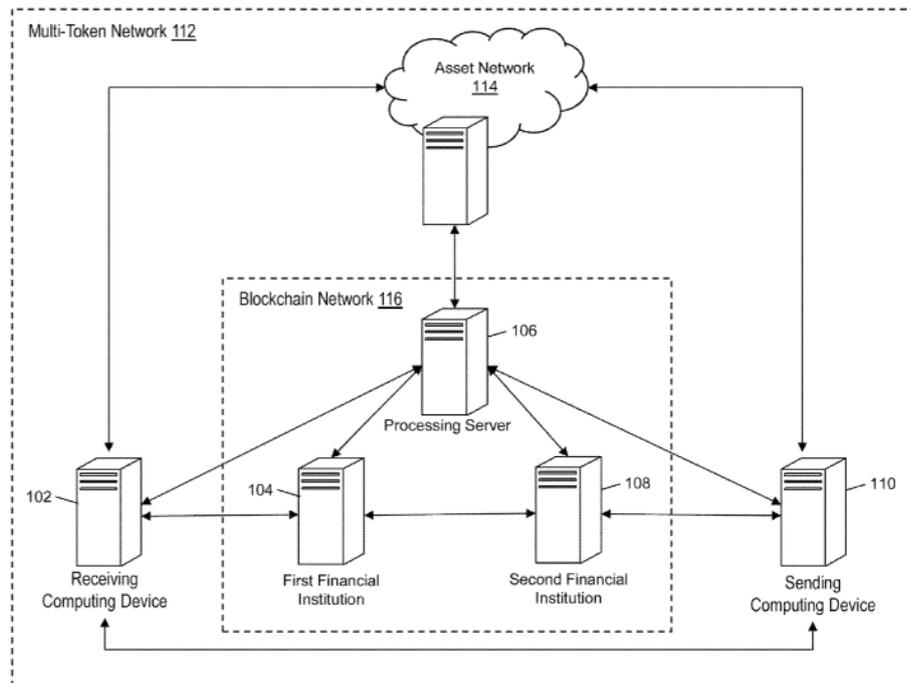 Multi-Token Network 112
Asset Network
114
Blockchain Network 116
106
Processing Server
102
104
108
110
Receiving
Computing Device
First Financial
Institution
Second Financial
Institution
Sending
Computing Device